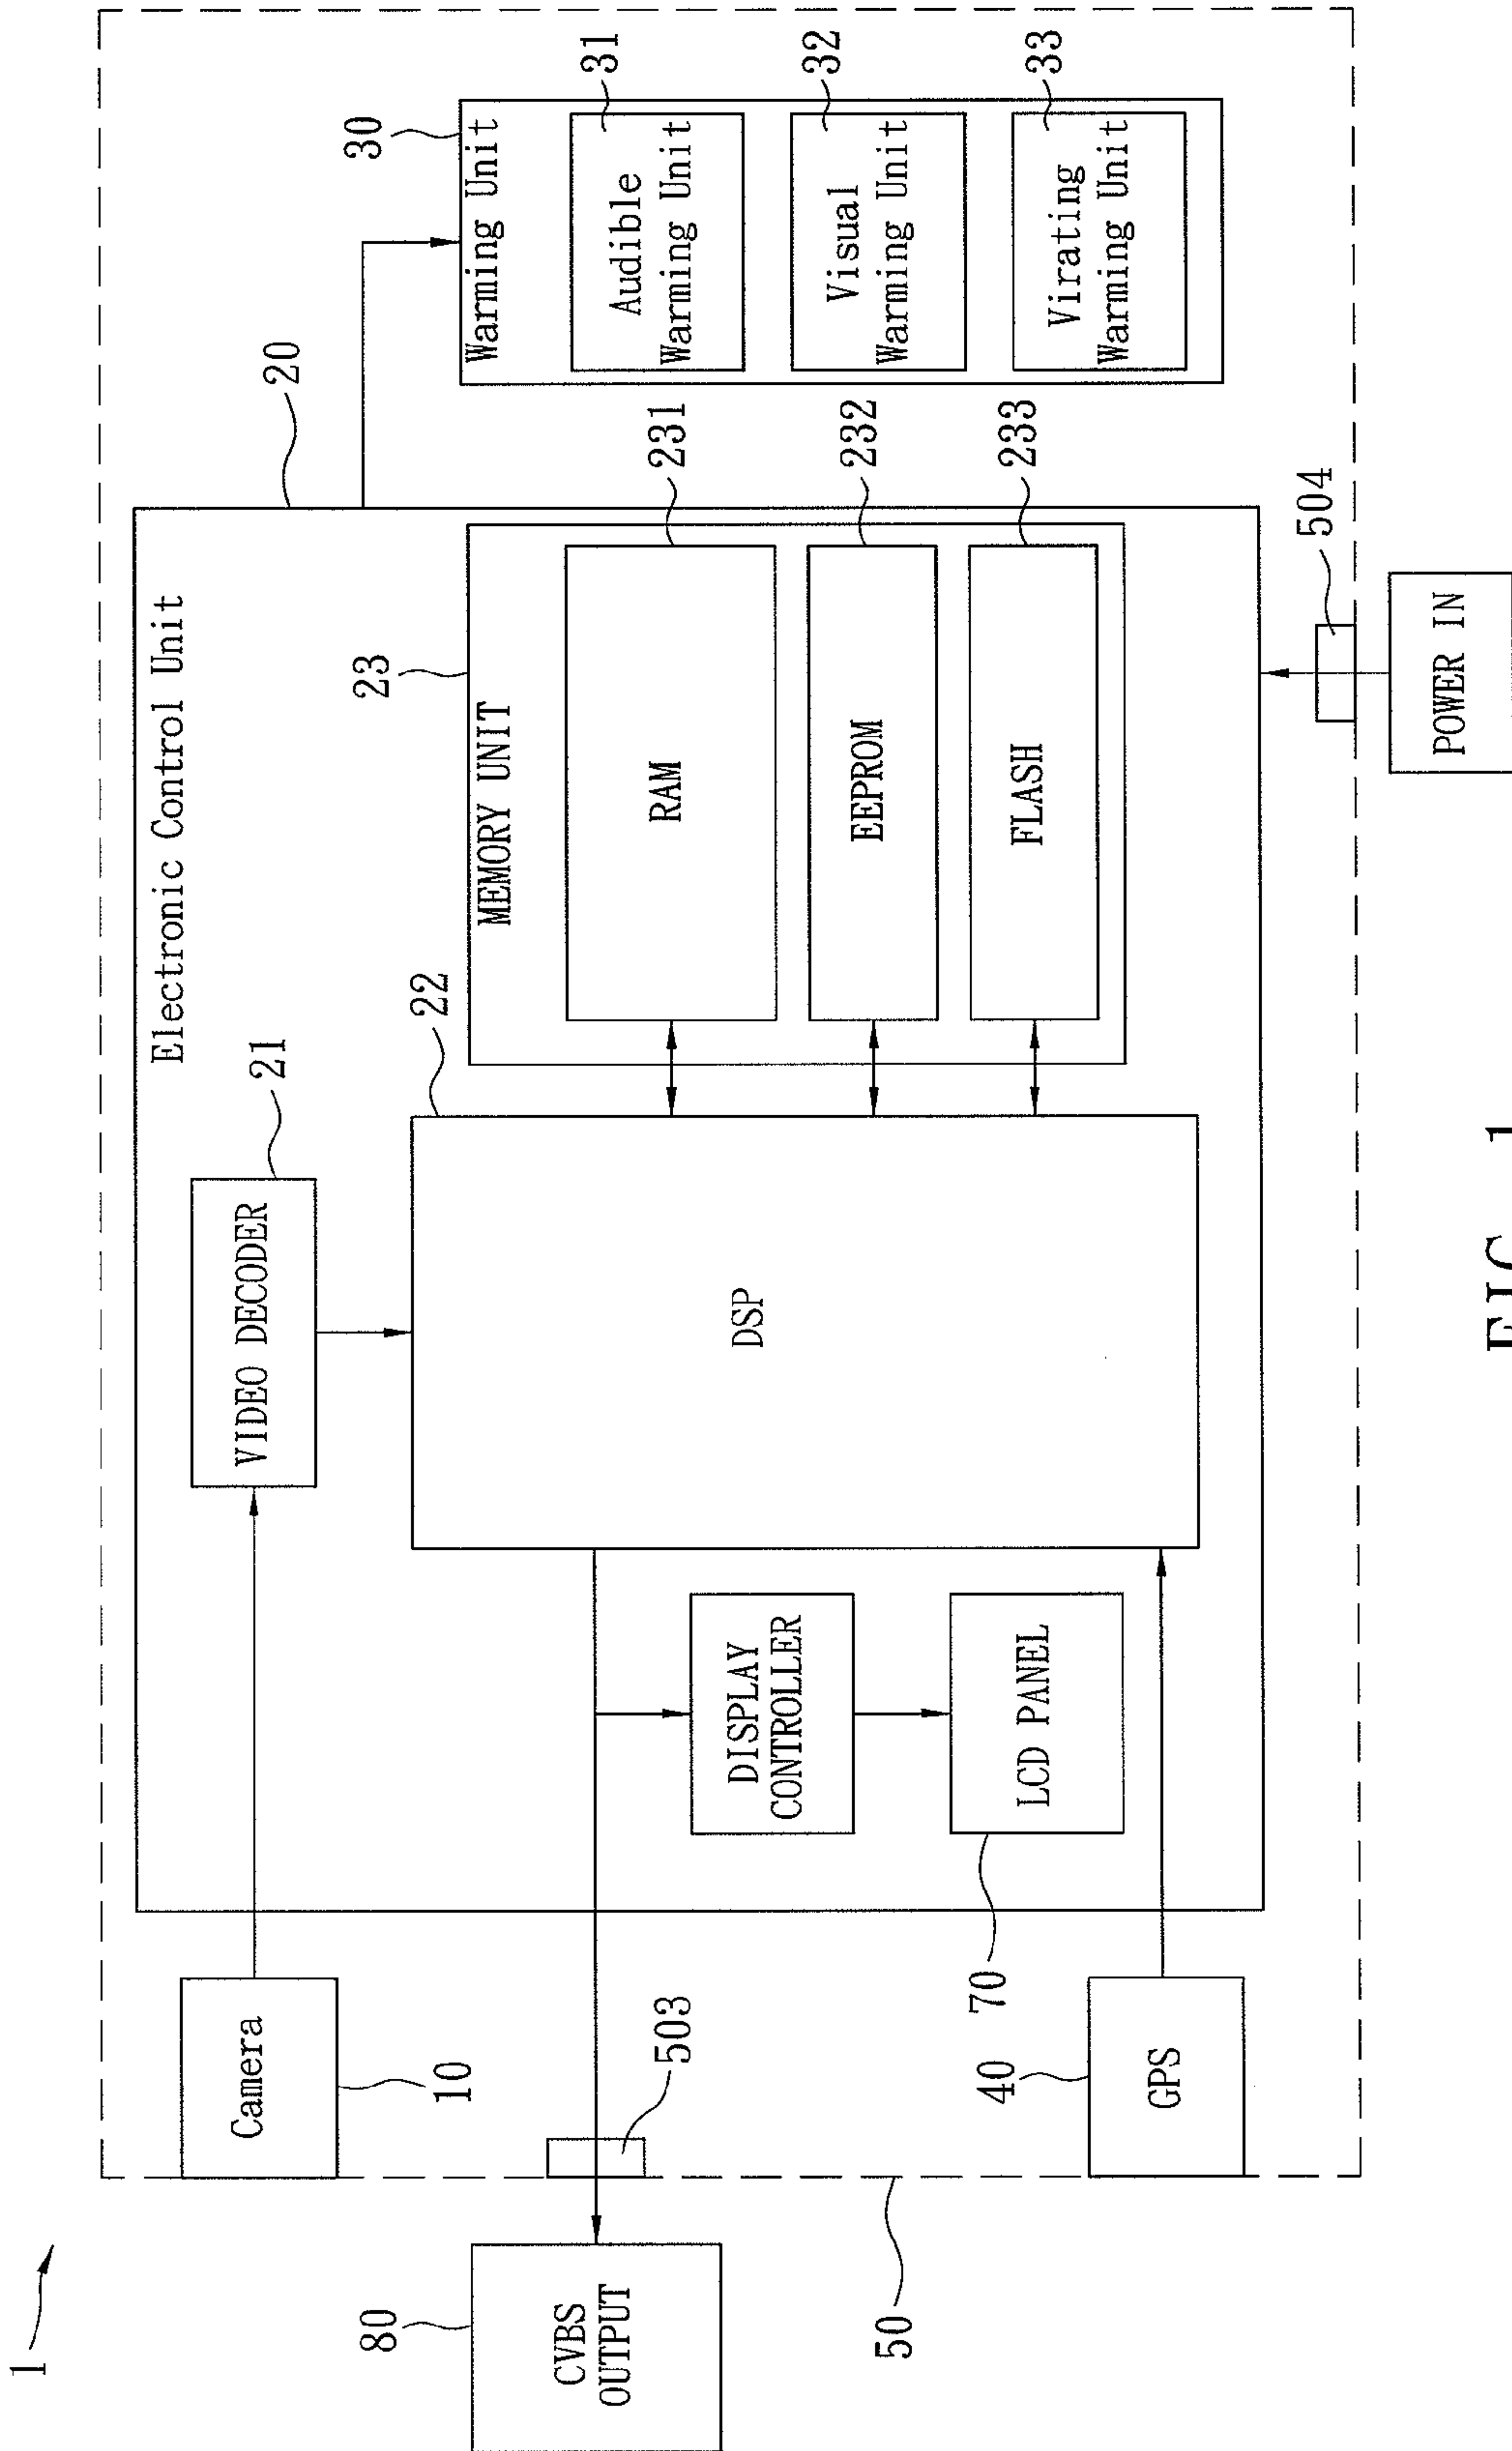 1
Electronic Control Unit
20
30
Warming Unit
Audible
Warming Unit
31
Visual
Warming Unit
32
Virating
Warming Unit
33
Camera
10
VIDEO DECODER
21
22
DSP
23
MEMORY UNIT
RAM
231
EEPROM
232
FLASH
233
80
CVBS
OUTPUT
503
DISPLAY
CONTROLLER
LCD PANEL
70
40
GPS
50
504
POWER IN
FIG. 1